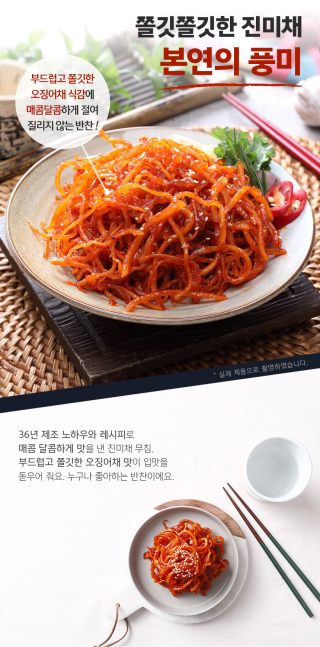 쫄깃쫄깃한 진미채
본연의 풍미
부드럽고 쫄깃한
오징어채 식감에
매콤달콤하게 절여
질리지 않는 반찬!
* 실제 제품으로 촬영하였습니다.
36년 제조 노하우와 레시피로
매콤 달콤하게 맛을 낸 진미채 무침.
부드럽고 쫄깃한 오징어채 맛이 입맛을
돋우어 줘요. 누구나 좋아하는 반찬이에요.